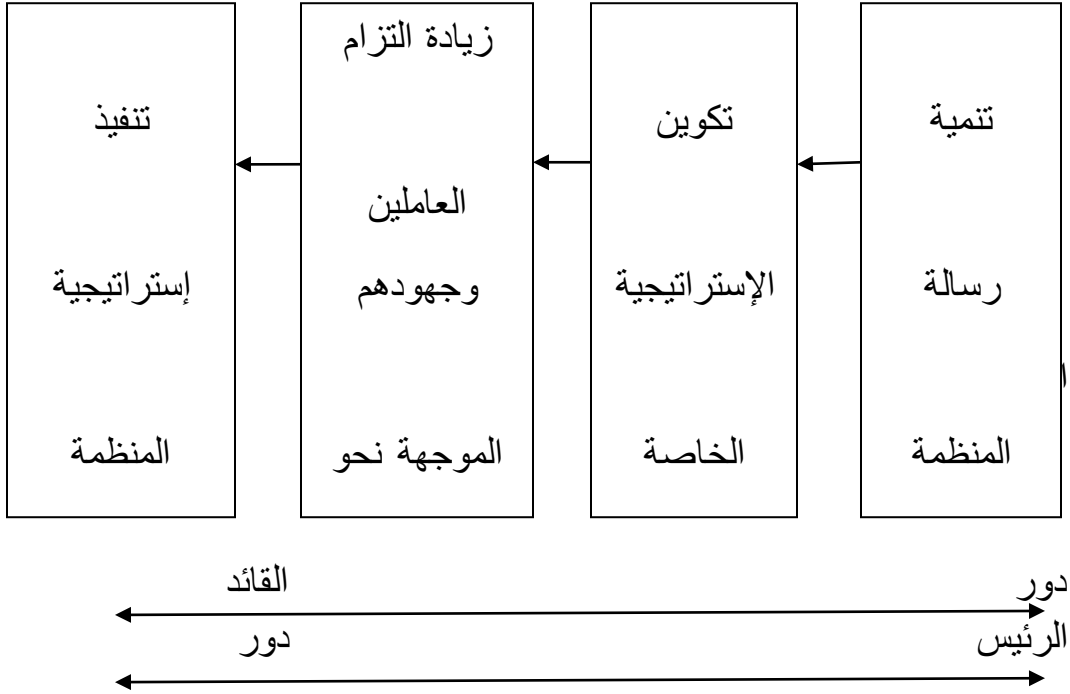 تنمية
رسالة
المنظمة
تكوين
الإستراتيجية
الخاصة
زيادة التزام
العاملين
وجهودهم
الموجهة نحو
تنفيذ
إستراتيجية
المنظمة
دور القائد
الرئيس دور